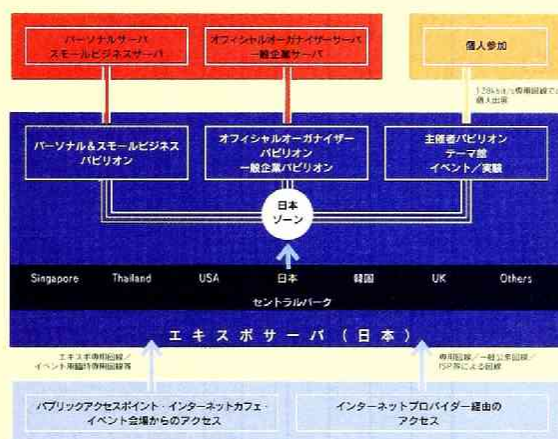 パーソナルサーバ
スモールビジネスサーバ
オフィシャルオーガナイザーサーバ
一般企業サーバ
個人参加
128kbit/s専用回線で
個人出展
パーソナル&スモールビジネス
パビリオン
オフィシャルオーガナイザー
パビリオン
一般企業パビリオン
主催者パビリオン
テーマ館
イベント/実験
日本
ゾーン
Singapore Thailand USA 日本 韓国 UK Others
セントラルパーク
エキスポサーバ(日本)
エキスポ専用回線/
イベント用臨時専用回線等
専用回線/一般公衆回線/
ISP等による回線
パブリックアクセスポイント・インターネットカフェ・
イベント会場からのアクセス
インターネットプロバイダー経由の
アクセス